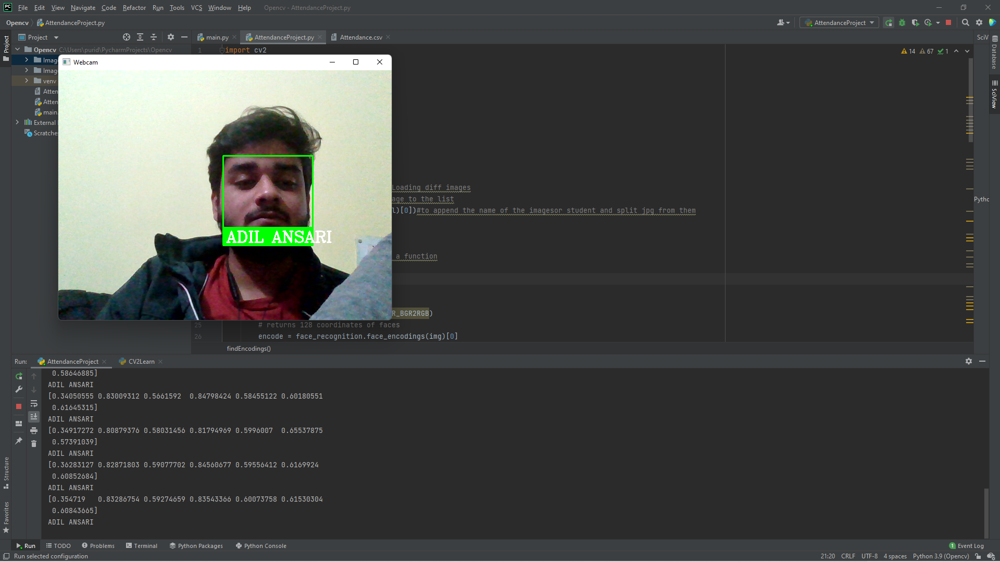 PC File Edit View Navigate Code Refactor Run Tools VCS Window Help Opencv - AttendanceProject.py
Opencv AttendanceProject.py AttendanceProject
Project main.py AttendanceProject.py Attendance.csv SciV
Opencv C:\Users\purid\PycharmProjects\Opencv
1 import cv2
14 67 1
Imag
Imag
venv
Atten
Atten
main.
External
Scratche
Webcam
ADIL ANSARI
Loading diff images
age to the list
l)[0])#to append the name of the imagesor student and split jpg from them
a function
R_BGR2RGB)
25 # returns 128 coordinates of faces
26 encode = face_recognition.face_encodings(img)[0]
findEncodings()
Project
Structure
Favorites
Database
SciView
Pytho
Run: AttendanceProject CV2Learn
0.58646885]
ADIL ANSARI
[0.34050555 0.83009312 0.5661592 0.84798424 0.58455122 0.60180551
0.61645315]
ADIL ANSARI
[0.34917272 0.80879376 0.58031456 0.81794969 0.5996007 0.65537875
0.57391039]
ADIL ANSARI
[0.36283127 0.82871803 0.59077702 0.84560677 0.59556412 0.6169924
0.60852684]
ADIL ANSARI
[0.354719 0.83286754 0.59274659 0.83543366 0.60073758 0.61530304
0.60843665]
ADIL ANSARI
Run TODO Problems Terminal Python Packages Python Console 1 Event Log
Run selected configuration 21:20 CRLF UTF-8 4 spaces Python 3.9 (Opencv)